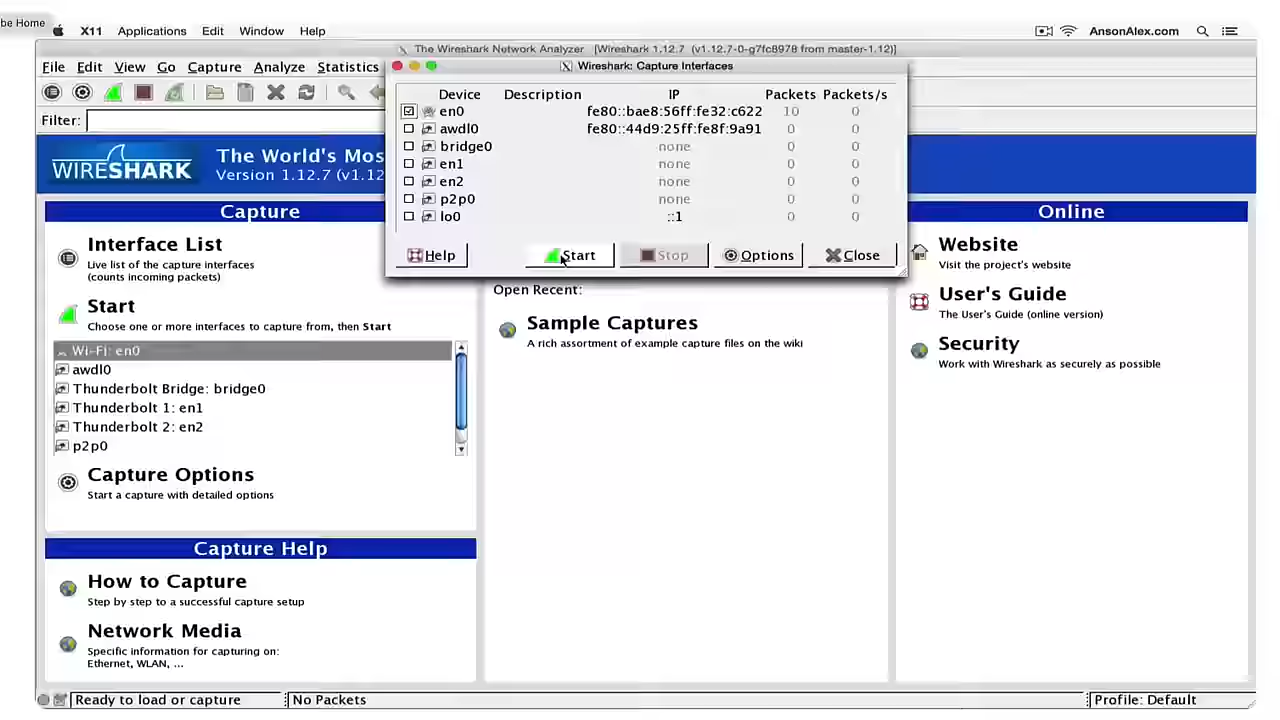 be Home
X11 Applications Edit Window Help AnsonAlex.com
The Wireshark Network Analyzer [Wireshark 1.12.7 (v1.12.7-0-g7fc8978 from master-1.12)]
File Edit View Go Capture Analyze Statistics
Wireshark: Capture Interfaces
Device Description IP Packets Packets/s
en0 fe80::bae8:56ff:fe32:c622 10 0
awdl0 fe80::44d9:25ff:fe8f:9a91 0 0
bridge0 none 0 0
en1 none 0 0
en2 none 0 0
p2p0 none 0 0
lo0 ::1 0 0
Help Start Stop Options Close
Filter:
WIRESHARK
The World's Mos
Version 1.12.7 (v1.12
Capture
Interface List
Live list of the capture interfaces
(counts incoming packets)
Start
Choose one or more interfaces to capture from, then Start
Wi-Fi: en0
awdl0
Thunderbolt Bridge: bridge0
Thunderbolt 1: en1
Thunderbolt 2: en2
p2p0
Capture Options
Start a capture with detailed options
Capture Help
How to Capture
Step by step to a successful capture setup
Network Media
Specific information for capturing on:
Ethernet, WLAN, ...
Open Recent:
Sample Captures
A rich assortment of example capture files on the wiki
Online
Website
Visit the project's website
User's Guide
The User's Guide (online version)
Security
Work with Wireshark as securely as possible
Ready to load or capture No Packets Profile: Default